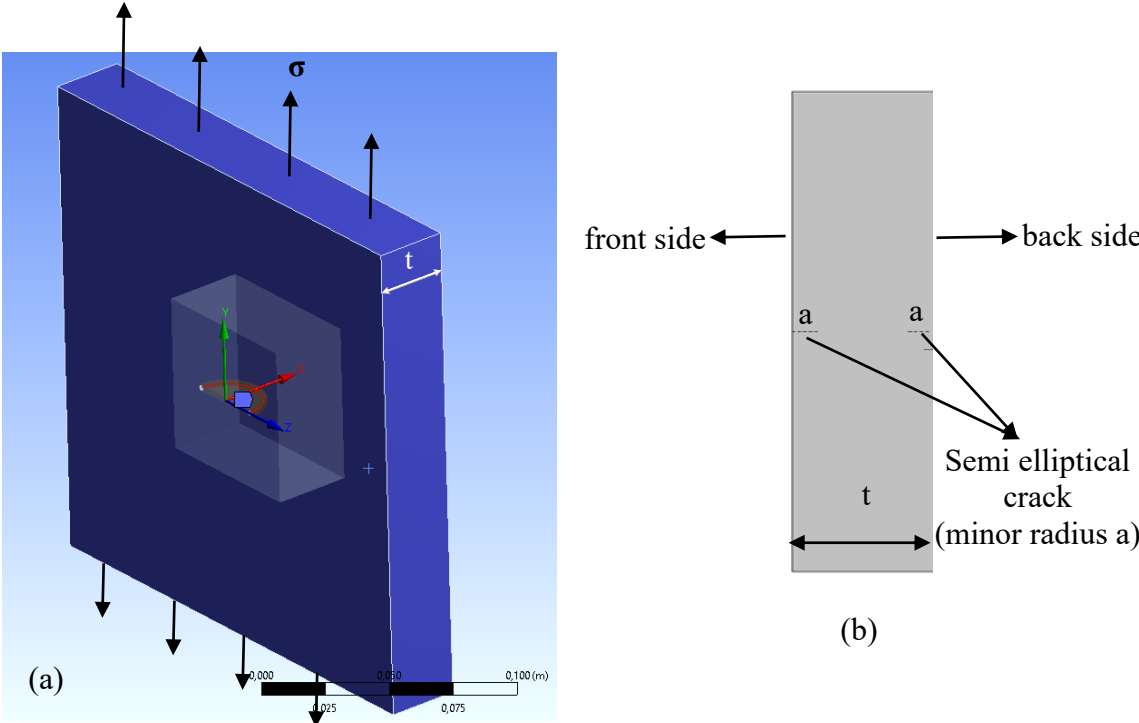 σ
t
Y
X
Z
(a)
0,000
0,050
0,100 (m)
0,025
0,075
front side
back side
a
a
Semi elliptical
crack
(minor radius a)
t
(b)